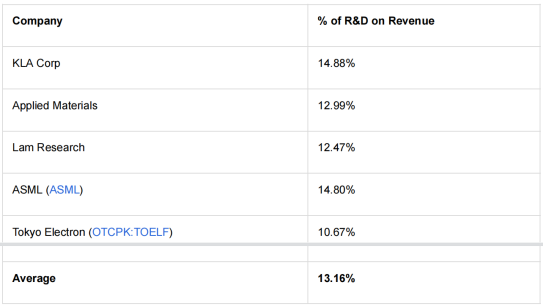 Company % of R&D on Revenue
KLA Corp 14.88%
Applied Materials 12.99%
Lam Research 12.47%
ASML (ASML) 14.80%
Tokyo Electron (OTCPK:TOELF) 10.67%
Average 13.16%